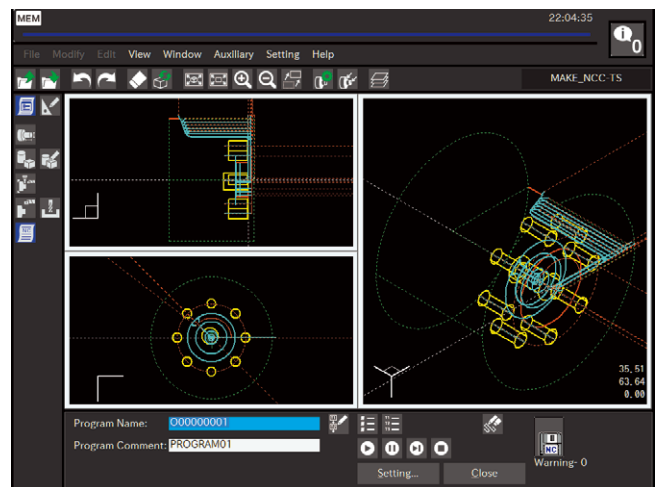 MEM
22:04:35
0
File Modify Edit View Window Auxiliary Setting Help
MAKE_NCC-TS
35,51
63,64
0.00
Program Name: O00000001
Program Comment: PROGRAM01
NC
Setting... Close
Warning- 0